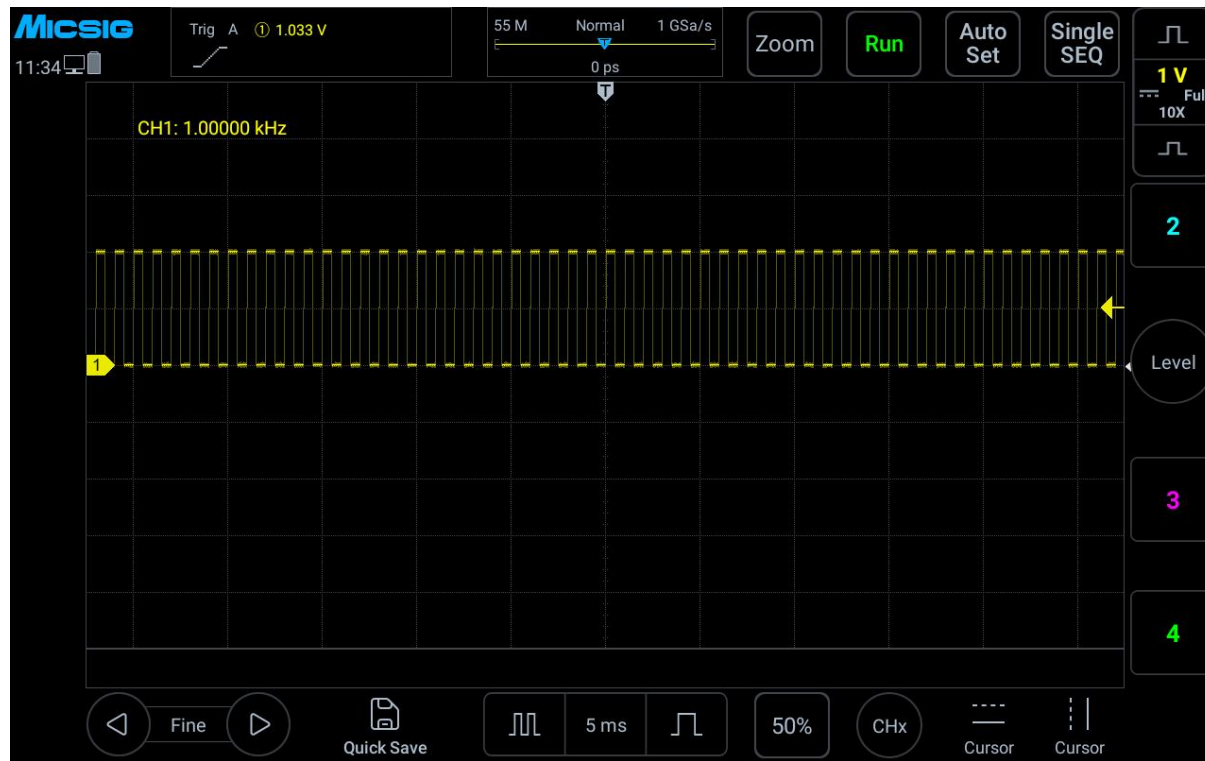 MICSIG
11:34
Trig A ① 1.033 V
55 M Normal 1 GSa/s
T
0 ps
Zoom
Run
Auto
Set
Single
SEQ
1 V
Ful
10X
T
CH1: 1.00000 kHz
2
1
Level
3
4
Fine
Quick Save
5 ms
50%
CHx
Cursor
Cursor